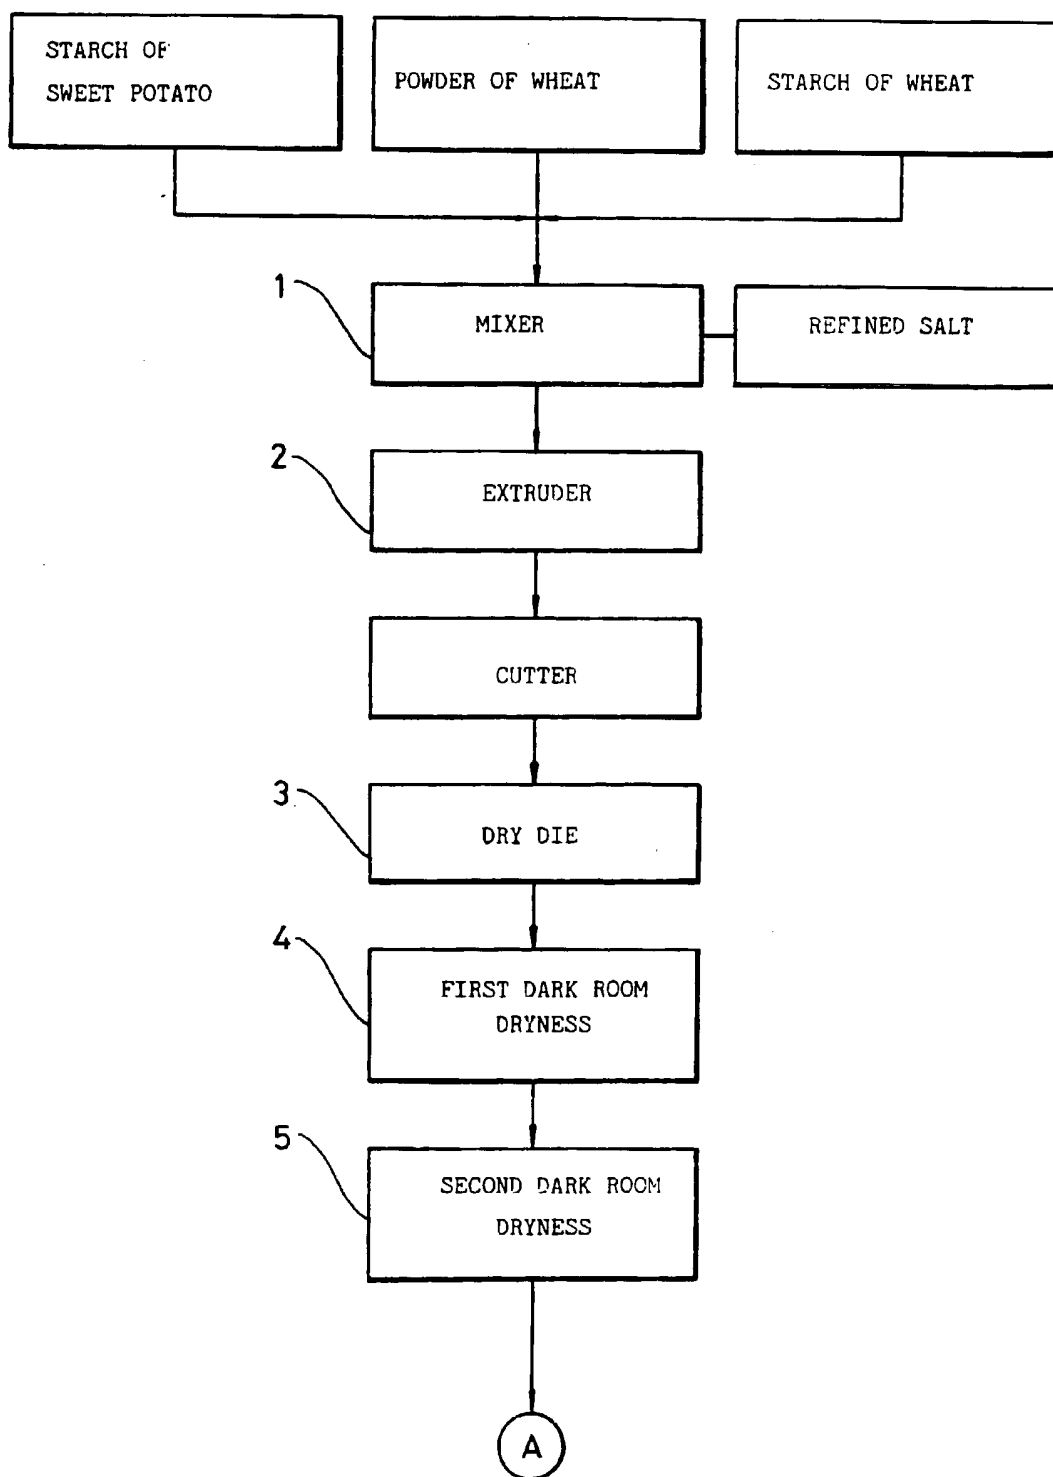 STARCH OF
SWEET POTATO
POWDER OF WHEAT
STARCH OF WHEAT
1
MIXER
REFINED SALT
2
EXTRUDER
CUTTER
3
DRY DIE
4
FIRST DARK ROOM
DRYNESS
5
SECOND DARK ROOM
DRYNESS
A